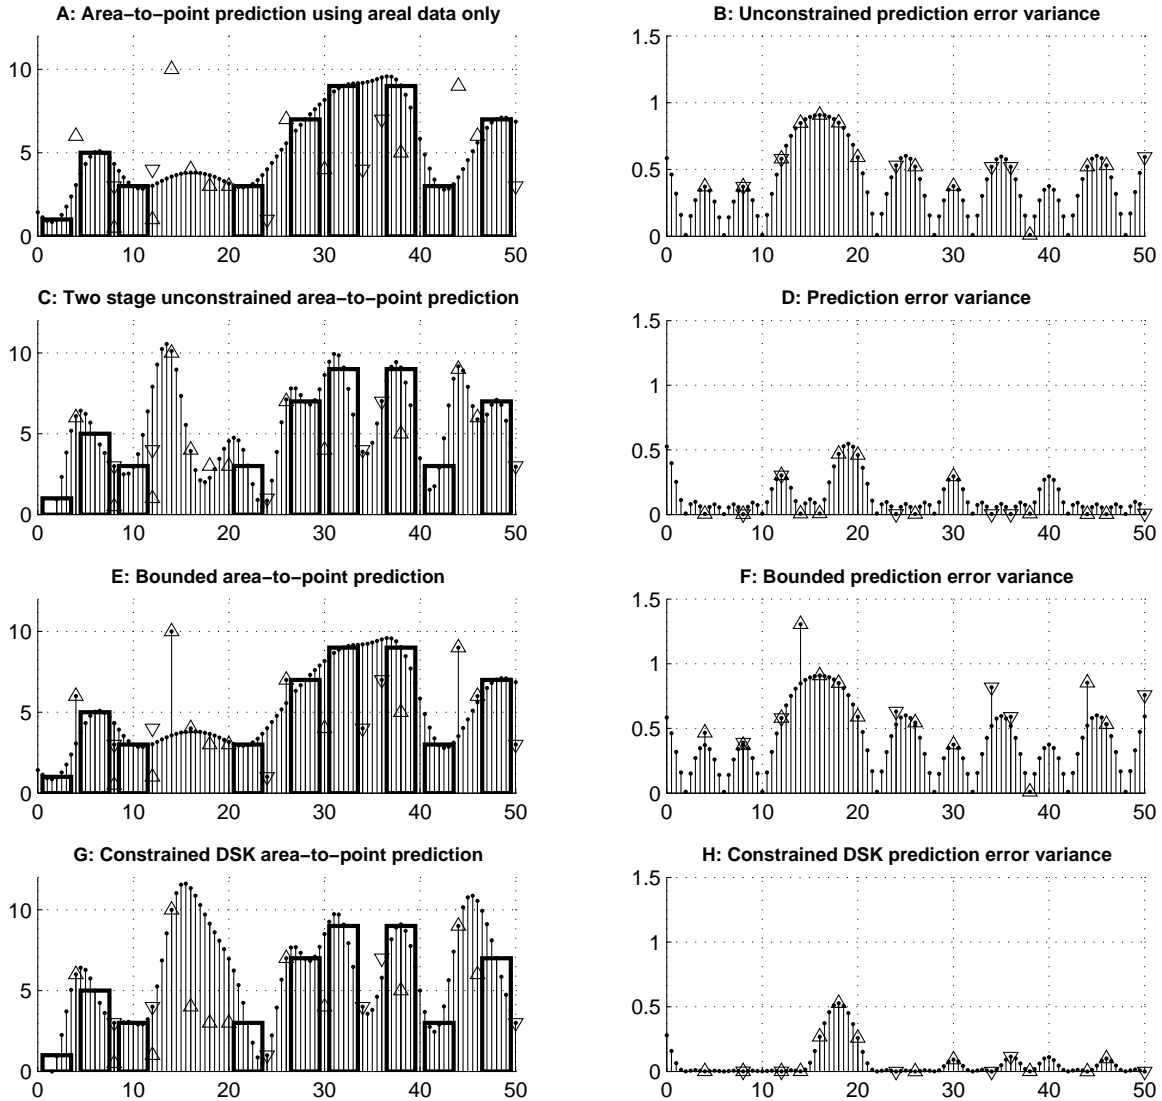 A: Area−to−point prediction using areal data only
10
5
0
0 10 20 30 40 50
B: Unconstrained prediction error variance
1.5
1
0.5
0
0 10 20 30 40 50
C: Two stage unconstrained area−to−point prediction
10
5
0
0 10 20 30 40 50
D: Prediction error variance
1.5
1
0.5
0
0 10 20 30 40 50
E: Bounded area−to−point prediction
10
5
0
0 10 20 30 40 50
F: Bounded prediction error variance
1.5
1
0.5
0
0 10 20 30 40 50
G: Constrained DSK area−to−point prediction
10
5
0
0 10 20 30 40 50
H: Constrained DSK prediction error variance
1.5
1
0.5
0
0 10 20 30 40 50